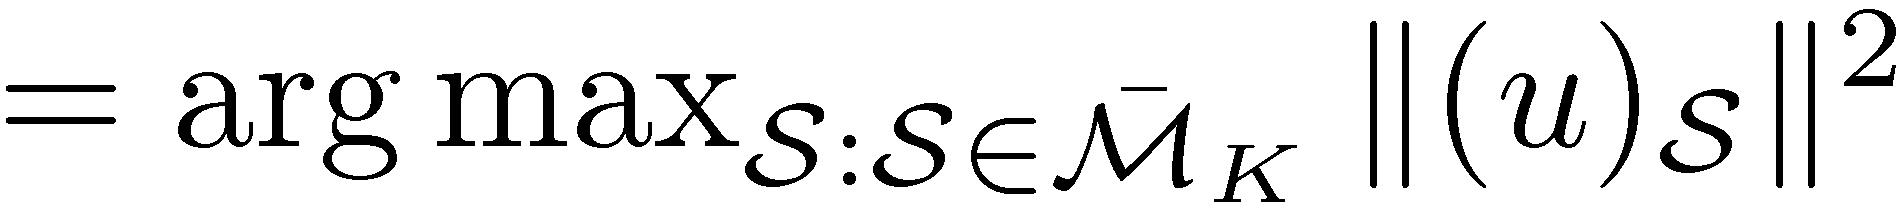 = arg max_{𝒮:𝒮∈ℳ̄_K} ‖(u)_𝒮‖²